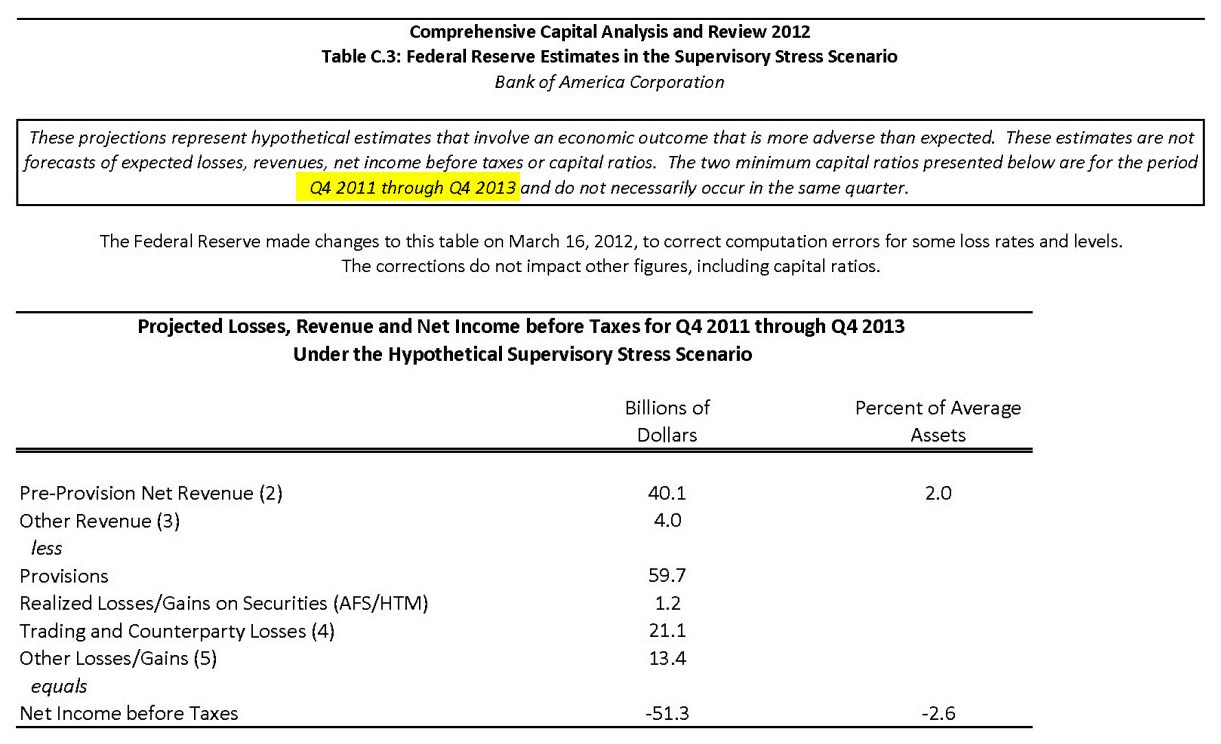 Comprehensive Capital Analysis and Review 2012
Table C.3: Federal Reserve Estimates in the Supervisory Stress Scenario
Bank of America Corporation
These projections represent hypothetical estimates that involve an economic outcome that is more adverse than expected. These estimates are not
forecasts of expected losses, revenues, net income before taxes or capital ratios. The two minimum capital ratios presented below are for the period
Q4 2011 through Q4 2013 and do not necessarily occur in the same quarter.
The Federal Reserve made changes to this table on March 16, 2012, to correct computation errors for some loss rates and levels.
The corrections do not impact other figures, including capital ratios.
Projected Losses, Revenue and Net Income before Taxes for Q4 2011 through Q4 2013
Under the Hypothetical Supervisory Stress Scenario
Billions of Percent of Average
Dollars Assets
Pre-Provision Net Revenue (2) 40.1 2.0
Other Revenue (3) 4.0
less
Provisions 59.7
Realized Losses/Gains on Securities (AFS/HTM) 1.2
Trading and Counterparty Losses (4) 21.1
Other Losses/Gains (5) 13.4
equals
Net Income before Taxes -51.3 -2.6